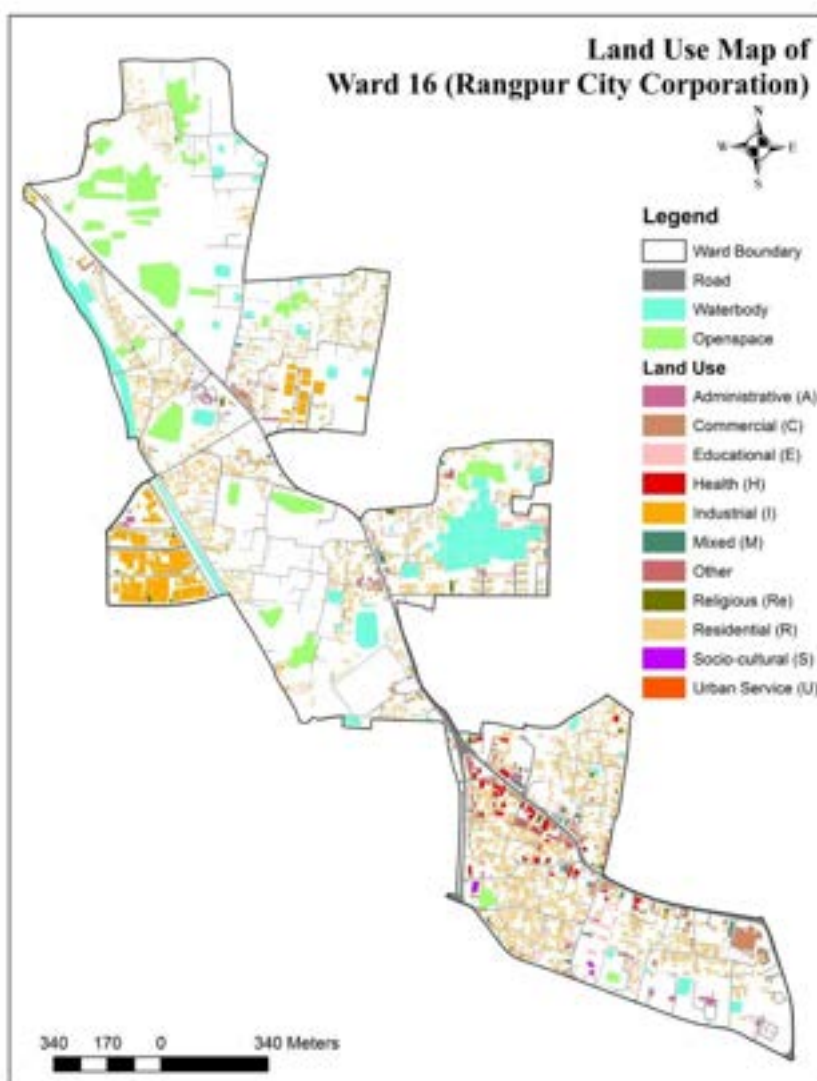 Land Use Map of
Ward 16 (Rangpur City Corporation)
N
W E
S
Legend
Ward Boundary
Road
Waterbody
Openspace
Land Use
Administrative (A)
Commercial (C)
Educational (E)
Health (H)
Industrial (I)
Mixed (M)
Other
Religious (Re)
Residential (R)
Socio-cultural (S)
Urban Service (U)
340 170 0 340 Meters